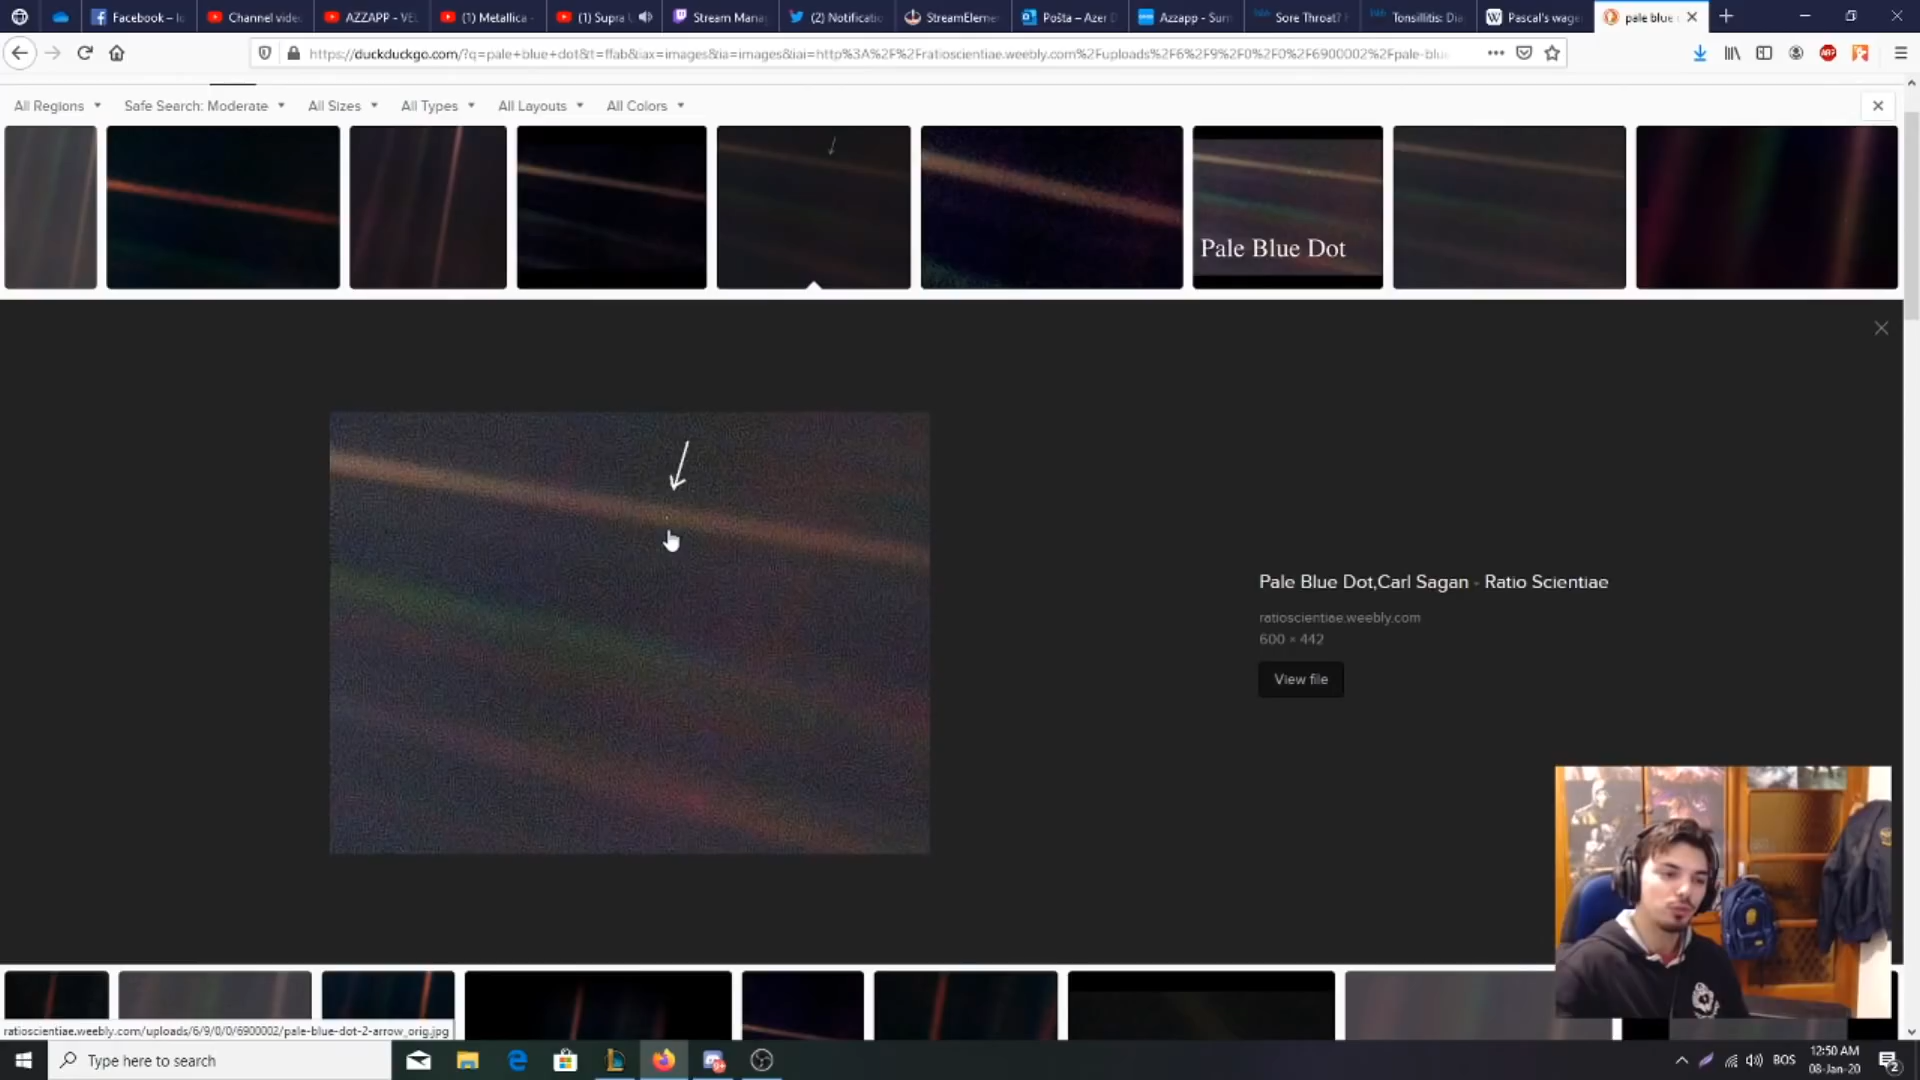 Facebook – lo
Channel video
AZZAPP - VE
(1) Metallica -
(1) Supra
Stream Mana
(2) Notificatio
StreamEleme
Pošta – Azer D
Azzapp - Sum
Sore Throat?
Tonsillitis: Dia
Pascal's wage
pale blue
https://duckduckgo.com/?q=pale+blue+dot&t=ffab&iax=images&ia=images&iai=http%3A%2F%2Fratioscientiae.weebly.com%2Fuploads%2F6%2F9%2F0%2F0%2F6900002%2Fpale-blu
All Regions
Safe Search: Moderate
All Sizes
All Types
All Layouts
All Colors
Pale Blue Dot
Pale Blue Dot,Carl Sagan - Ratio Scientiae
ratioscientiae.weebly.com
600 × 442
View file
ratioscientiae.weebly.com/uploads/6/9/0/0/6900002/pale-blue-dot-2-arrow_orig.jpg
Type here to search
BOS
12:50 AM
08-Jan-20
2